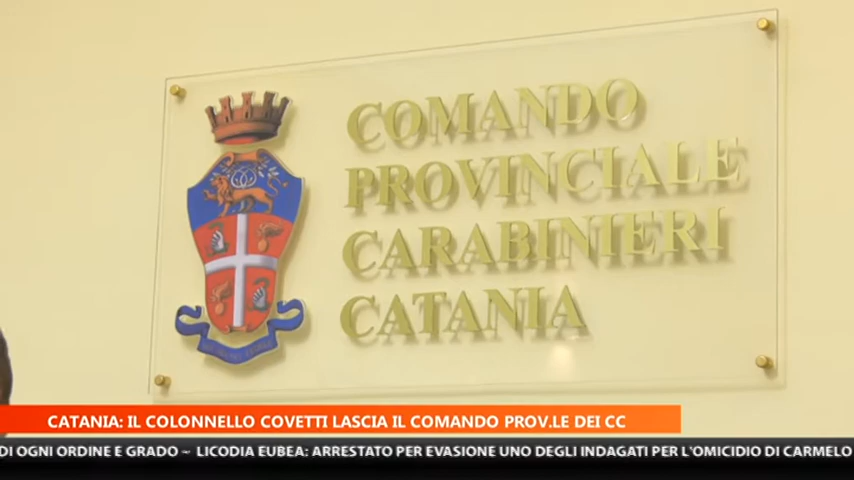 COMANDO
PROVINCIALE
CARABINIERI
CATANIA
CATANIA: IL COLONNELLO COVETTI LASCIA IL COMANDO PROV.LE DEI CC
DI OGNI ORDINE E GRADO ~ LICODIA EUBEA: ARRESTATO PER EVASIONE UNO DEGLI INDAGATI PER L'OMICIDIO DI CARMELO